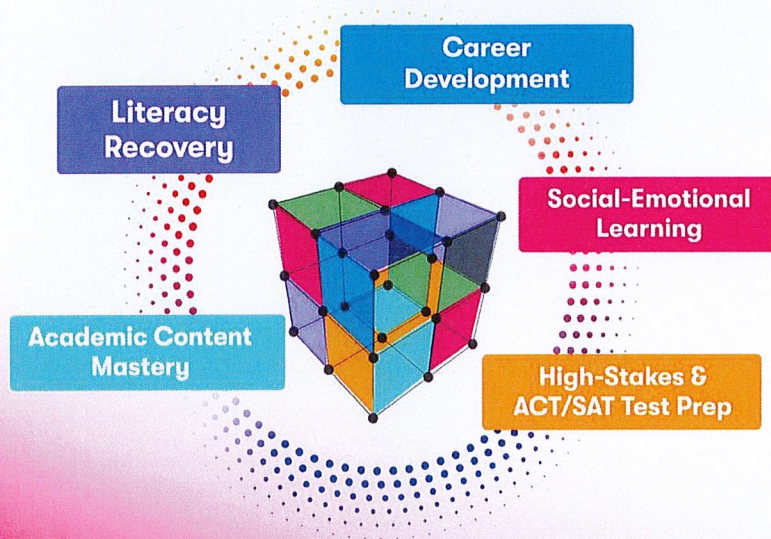 Career
Development
Literacy
Recovery
Social-Emotional
Learning
Academic Content
Mastery
High-Stakes &
ACT/SAT Test Prep